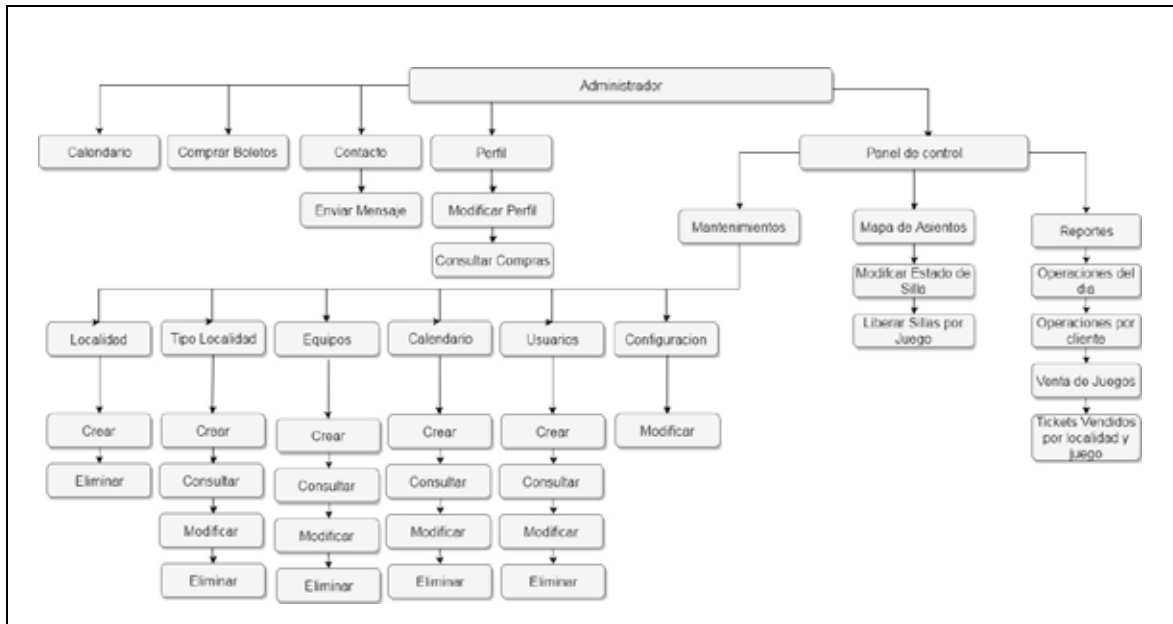 Administrador
Calendario
Comprar Boletos
Contacto
Perfil
Panel de control
Enviar Mensaje
Modificar Perfil
Consultar Compras
Mantenimientos
Mapa de Asientos
Reportes
Modifcar Estado de
Silla
Operaciones del
dia
Liberar Sillas por
Juego
Operaciones por
cliente
Venta de Juegos
Tickets Vendidos
por localidad y
juego
Localidad
Tipo Localidad
Equipos
Calendario
Usuarios
Configuracion
Crear
Crear
Crear
Crear
Crear
Modificar
Eliminar
Consultar
Consultar
Consultar
Consultar
Modificar
Modificar
Modificar
Modificar
Eliminar
Eliminar
Eliminar
Eliminar